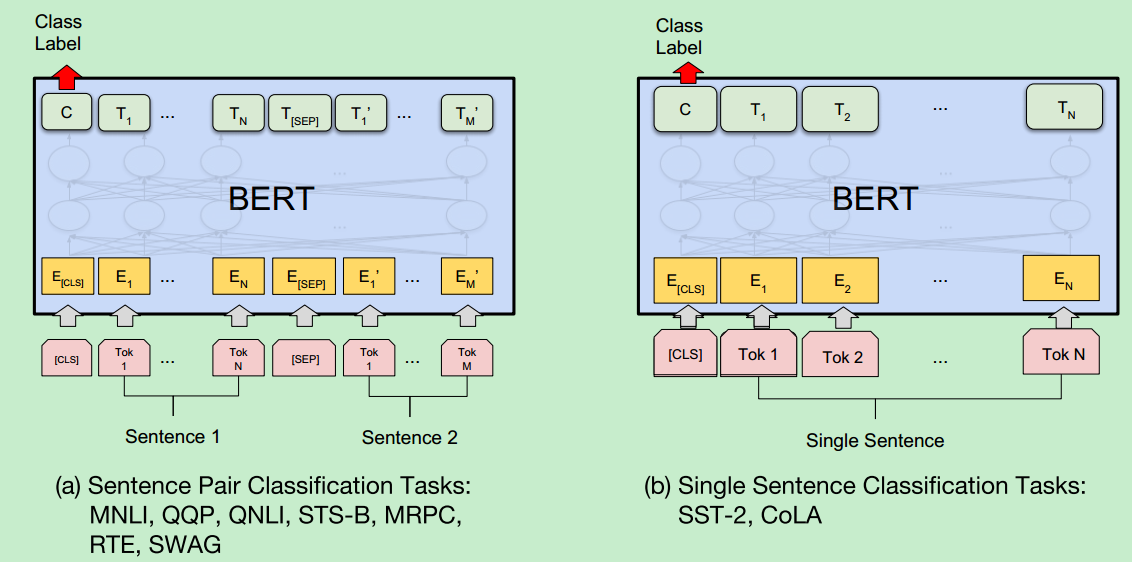 Class
Label
C T1 ... TN T[SEP] T1' ... TM'
...
BERT
...
E[CLS] E1 ... EN E[SEP] E1' ... EM'
[CLS] Tok 1 ... Tok N [SEP] Tok 1 ... Tok M
Sentence 1 Sentence 2
(a) Sentence Pair Classification Tasks:
MNLI, QQP, QNLI, STS-B, MRPC,
RTE, SWAG
Class
Label
C T1 T2 ... TN
...
BERT
...
E[CLS] E1 E2 ... EN
[CLS] Tok 1 Tok 2 ... Tok N
Single Sentence
(b) Single Sentence Classification Tasks:
SST-2, CoLA